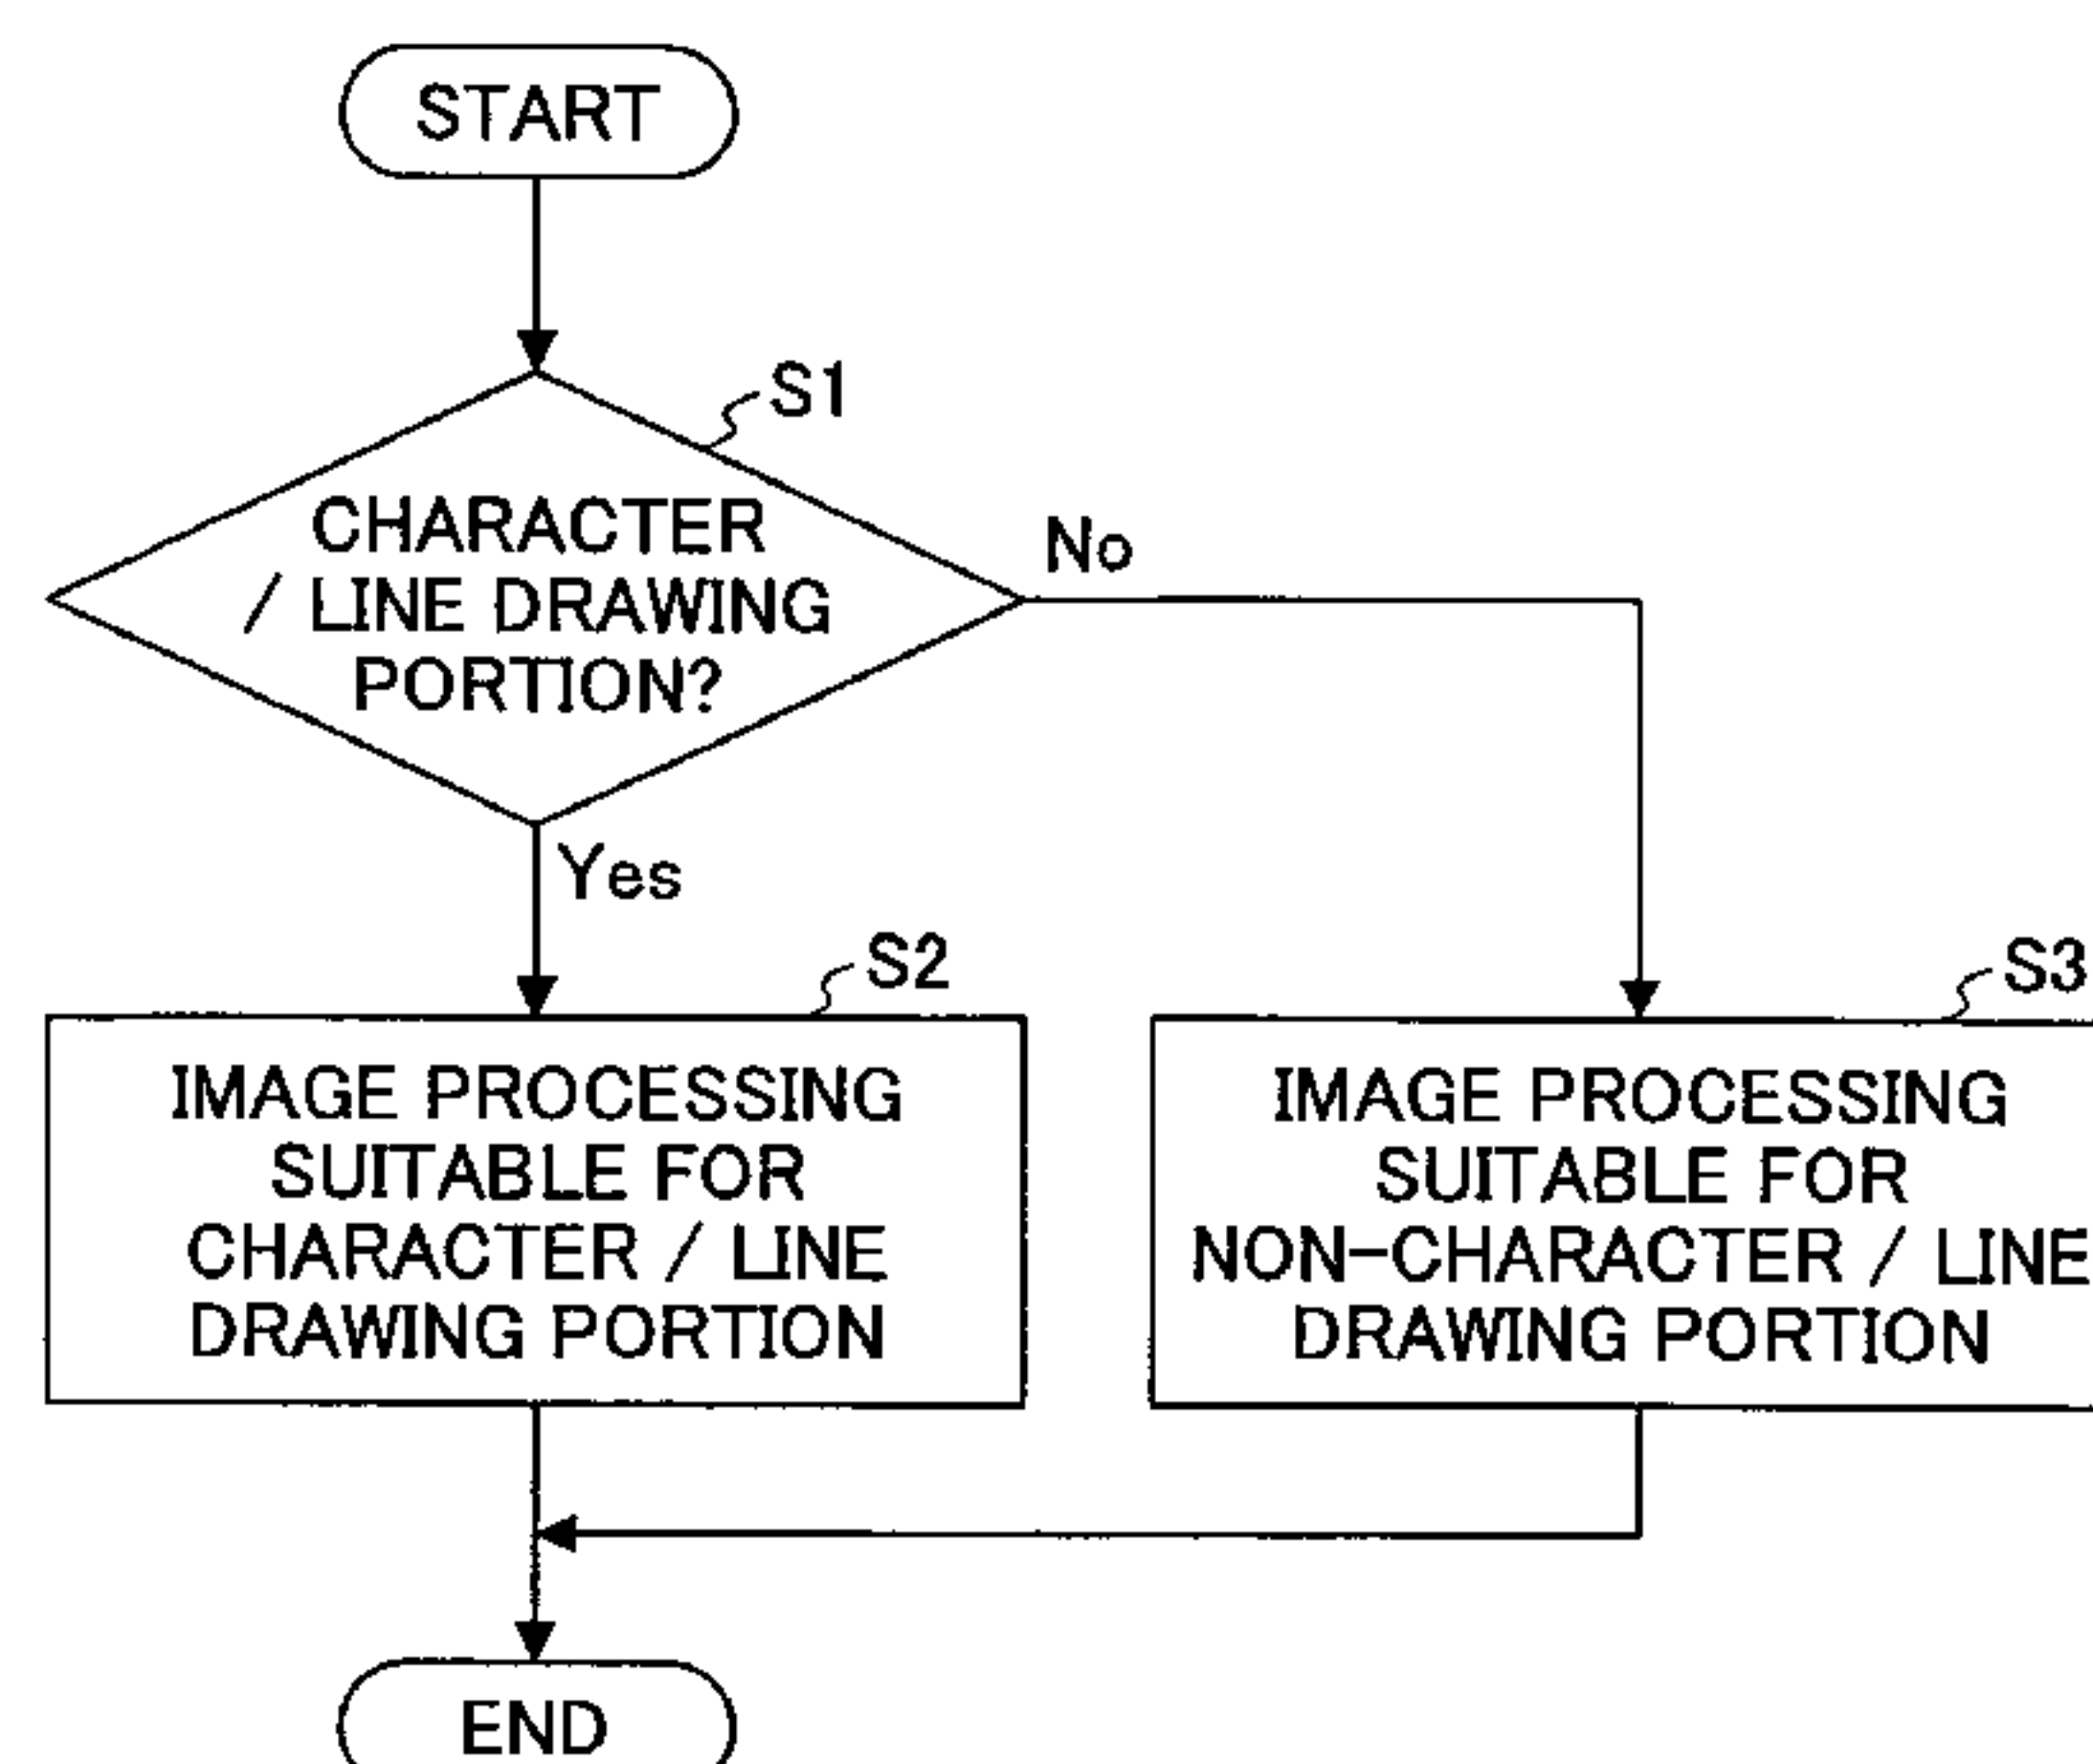 START
S1
CHARACTER
/ LINE DRAWING
PORTION?
No
Yes
S2
IMAGE PROCESSING
SUITABLE FOR
CHARACTER / LINE
DRAWING PORTION
S3
IMAGE PROCESSING
SUITABLE FOR
NON-CHARACTER / LINE
DRAWING PORTION
END